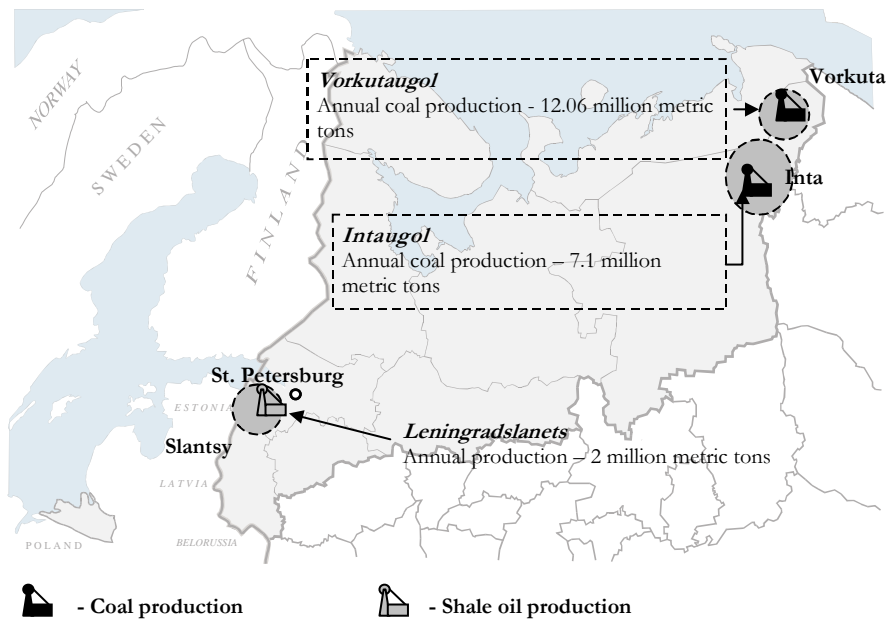 NORWAY
SWEDEN
FINLAND
Vorkutaugol
Annual coal production - 12.06 million metric
tons
Vorkuta
Inta
Intaugol
Annual coal production – 7.1 million
metric tons
St. Petersburg
ESTONIA
Slantsy
Leningradslanets
Annual production – 2 million metric tons
LATVIA
POLAND
BELORUSSIA
- Coal production
- Shale oil production